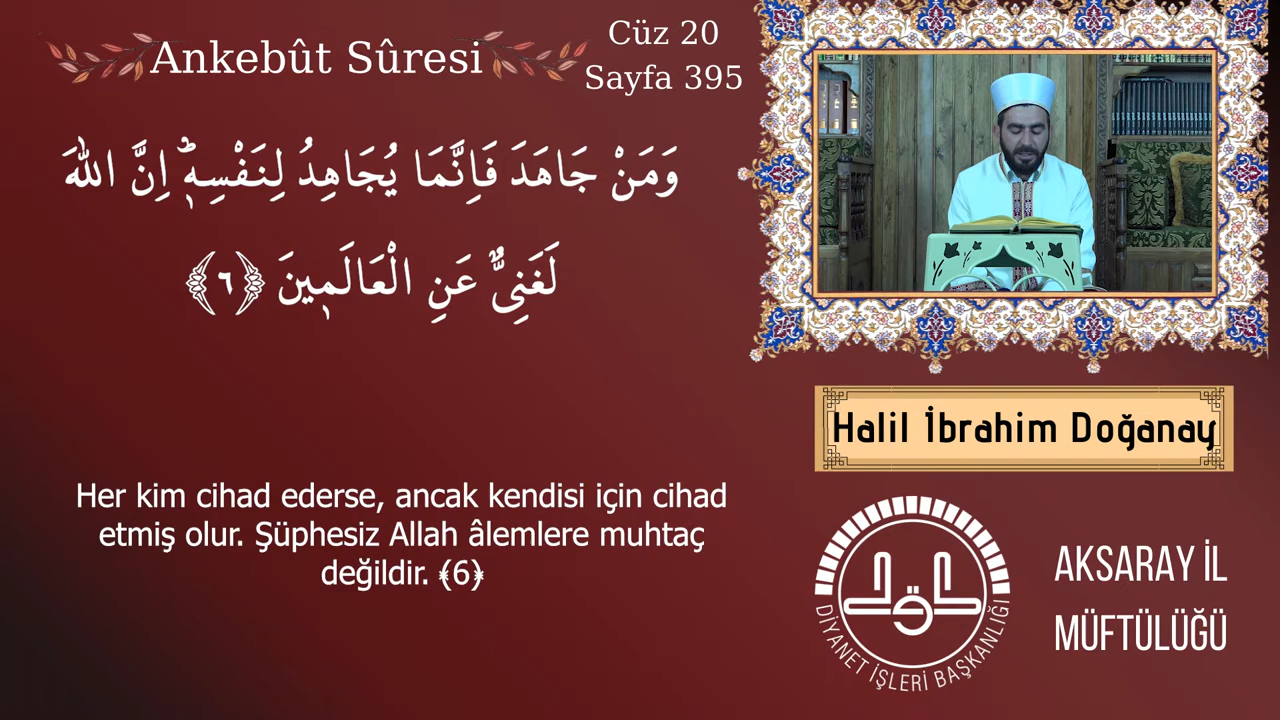 Ankebût Sûresi
Cüz 20
Sayfa 395
وَمَنْ جَاهَدَ فَاِنَّمَا يُجَاهِدُ لِنَفْسِه۪ۜ اِنَّ اللّٰهَ
لَغَنِىٌّ عَنِ الْعَالَم۪ينَ ﴿٦﴾
Her kim cihad ederse, ancak kendisi için cihad
etmiş olur. Şüphesiz Allah âlemlere muhtaç
değildir. ﴾6﴿
Halil İbrahim Doğanay
DİYANET İŞLERİ BAŞKANLIĞI
AKSARAY İL
MÜFTÜLÜĞÜ